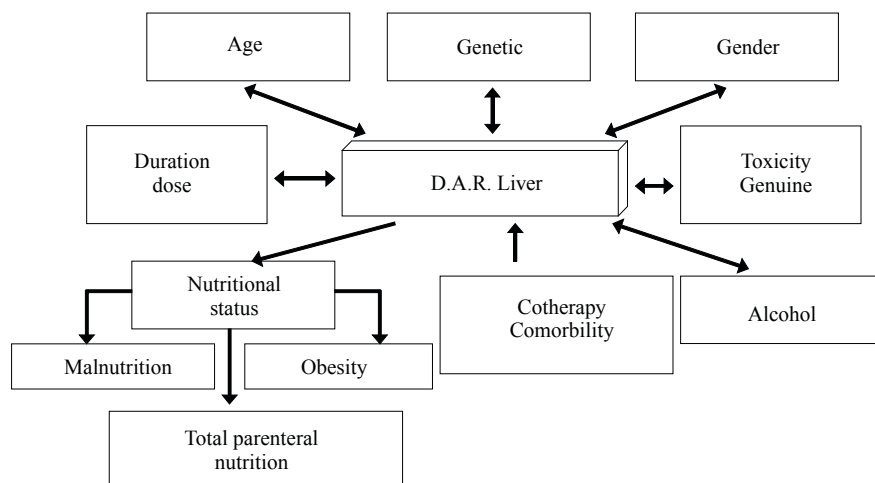 Age
Genetic
Gender
Duration
dose
D.A.R. Liver
Toxicity
Genuine
Nutritional
status
Cotherapy
Comorbility
Alcohol
Malnutrition
Obesity
Total parenteral
nutrition